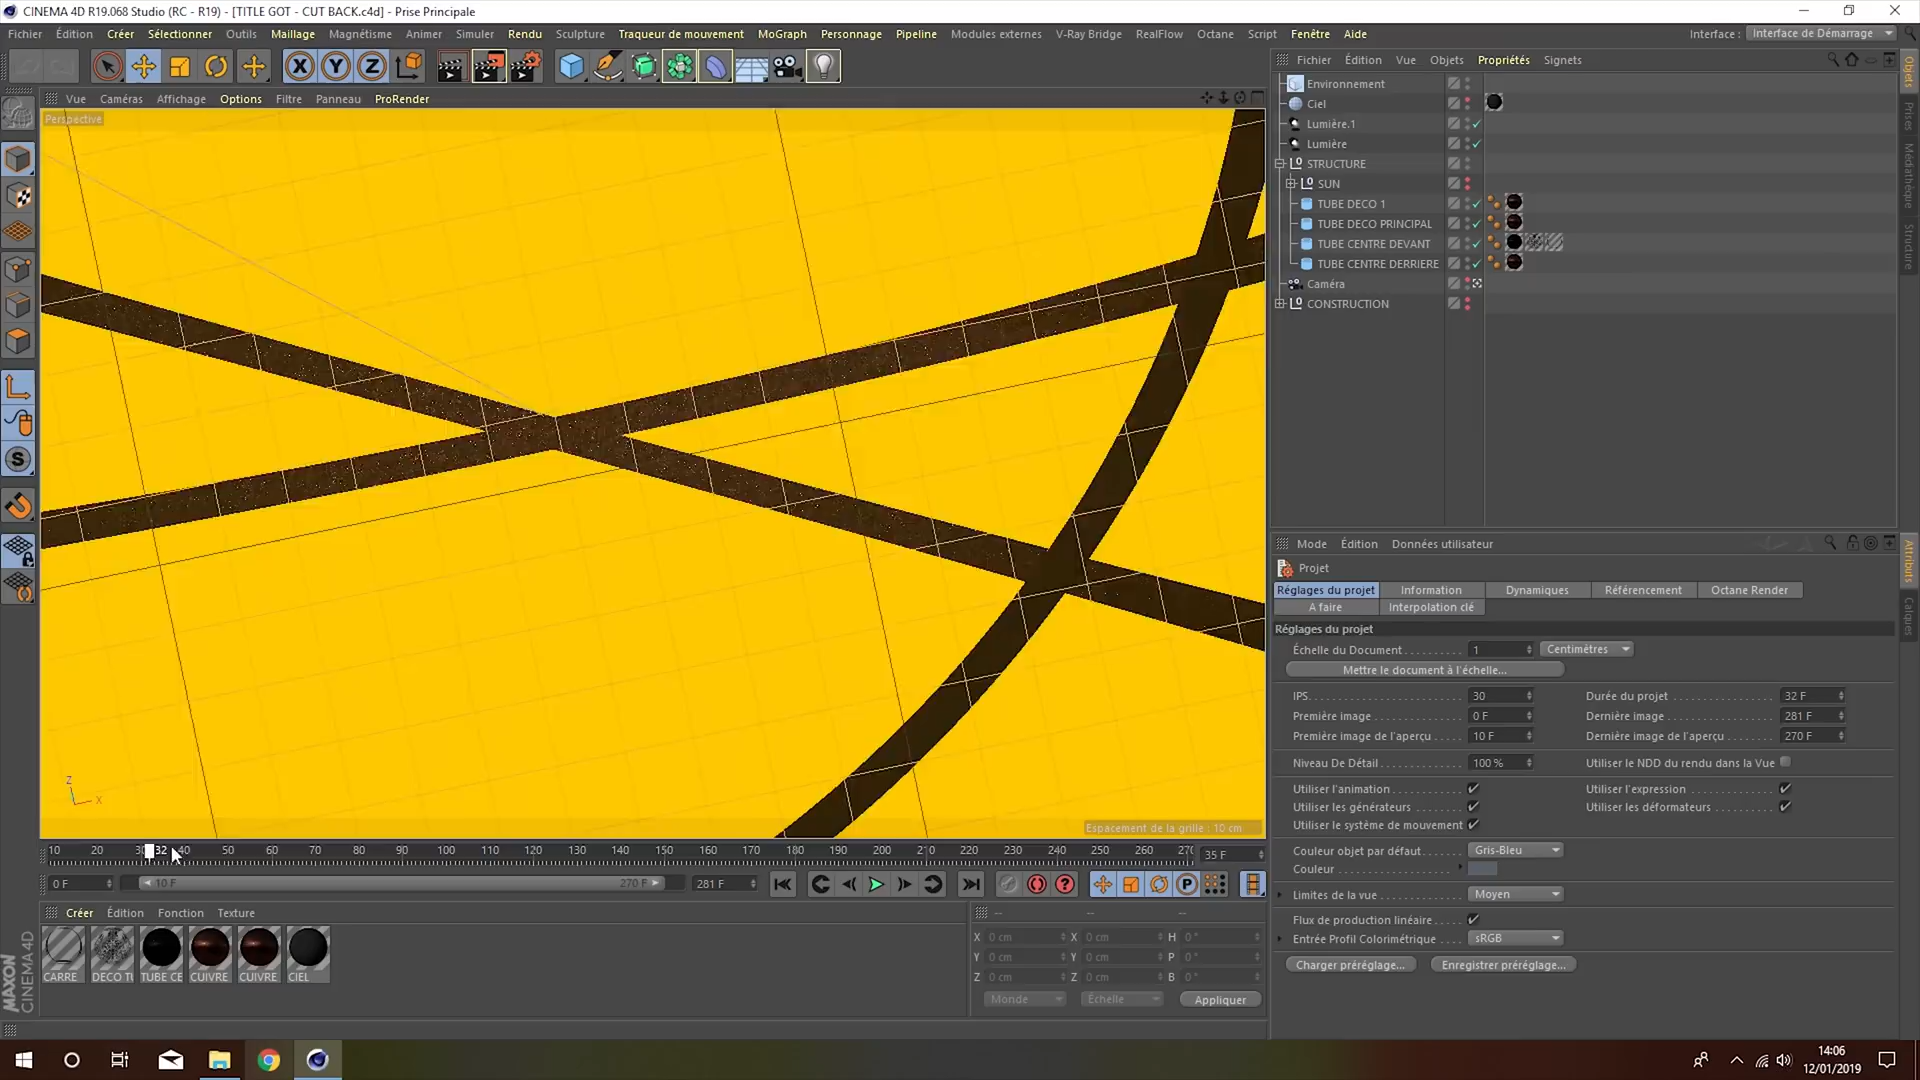 CINEMA 4D R19.068 Studio (RC - R19) - [TITLE GOT - CUT BACK.c4d] - Prise Principale
Fichier Édition Créer Sélectionner Outils Maillage Magnétisme Animer Simuler Rendu Sculpture Traqueur de mouvement MoGraph Personnage Pipeline Modules externes V-Ray Bridge RealFlow Octane Script Fenêtre Aide Interface : Interface de Démarrage
X Y Z
Fichier Édition Vue Objets Propriétés Signets
Vue Caméras Affichage Options Filtre Panneau ProRender
Perspective
Environnement
Ciel
Lumière.1
Lumière
STRUCTURE
SUN
TUBE DECO 1
TUBE DECO PRINCIPAL
TUBE CENTRE DEVANT
TUBE CENTRE DERRIERE
Caméra
CONSTRUCTION
Objets
Prises
Médiathèque
Structure
Mode Édition Données utilisateur
Projet
Réglages du projet Information Dynamiques Référencement Octane Render
A faire Interpolation clé
Réglages du projet
Échelle du Document 1 Centimètres
Mettre le document à l'échelle...
IPS 30 Durée du projet 32 F
Première image 0 F Dernière image 281 F
Première image de l'aperçu 10 F Dernière image de l'aperçu 270 F
Niveau De Détail 100 % Utiliser le NDD du rendu dans la Vue
Utiliser l'animation Utiliser l'expression
Utiliser les générateurs Utiliser les déformateurs
Utiliser le système de mouvement
Couleur objet par défaut Gris-Bleu
Couleur
Limites de la vue Moyen
Flux de production linéaire
Entrée Profil Colorimétrique sRGB
Charger préréglage... Enregistrer préréglage...
Attributs
Calques
Z
X
Espacement de la grille : 10 cm
10 20 32 40 50 60 70 80 90 100 110 120 130 140 150 160 170 180 190 200 210 220 230 240 250 260 270 35 F
0 F 10 F 270 F 281 F
Créer Édition Fonction Texture
CARRE DECO TU TUBE CE CUIVRE CUIVRE CIEL
-- -- --
X 0 cm X 0 cm H 0 °
Y 0 cm Y 0 cm P 0 °
Z 0 cm Z 0 cm B 0 °
Monde Échelle Appliquer
MAXON
CINEMA 4D
14:06
12/01/2019